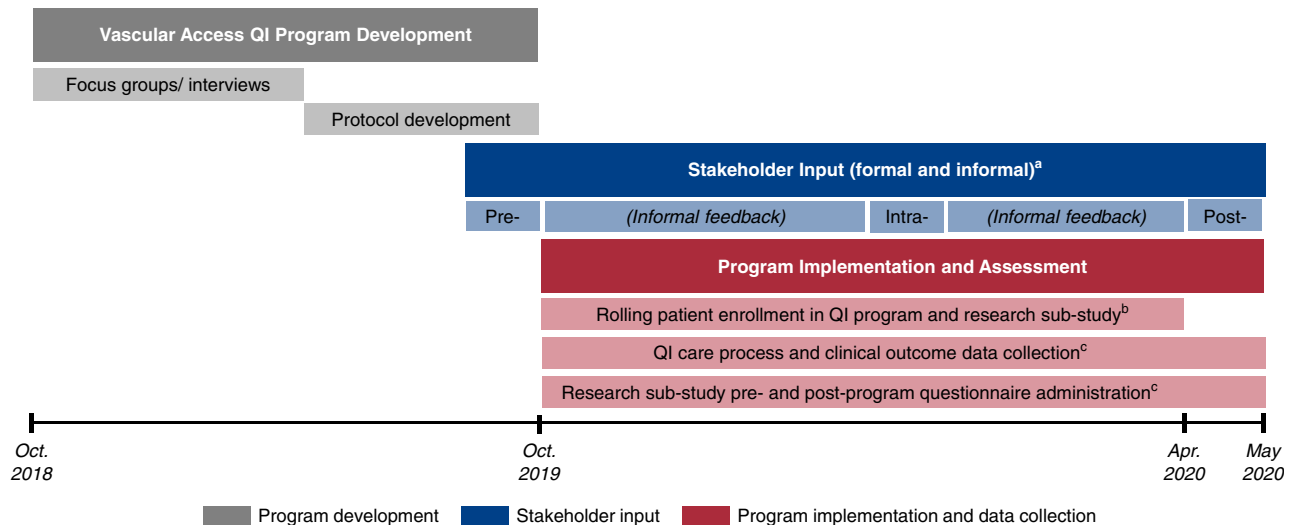 Vascular Access QI Program Development
Focus groups/ interviews
Protocol development
Stakeholder Input (formal and informal)a
Pre-
(Informal feedback)
Intra-
(Informal feedback)
Post-
Program Implementation and Assessment
Rolling patient enrollment in QI program and research sub-studyb
QI care process and clinical outcome data collectionc
Research sub-study pre- and post-program questionnaire administrationc
Oct.
2018
Oct.
2019
Apr.
2020
May
2020
Program development
Stakeholder input
Program implementation and data collection